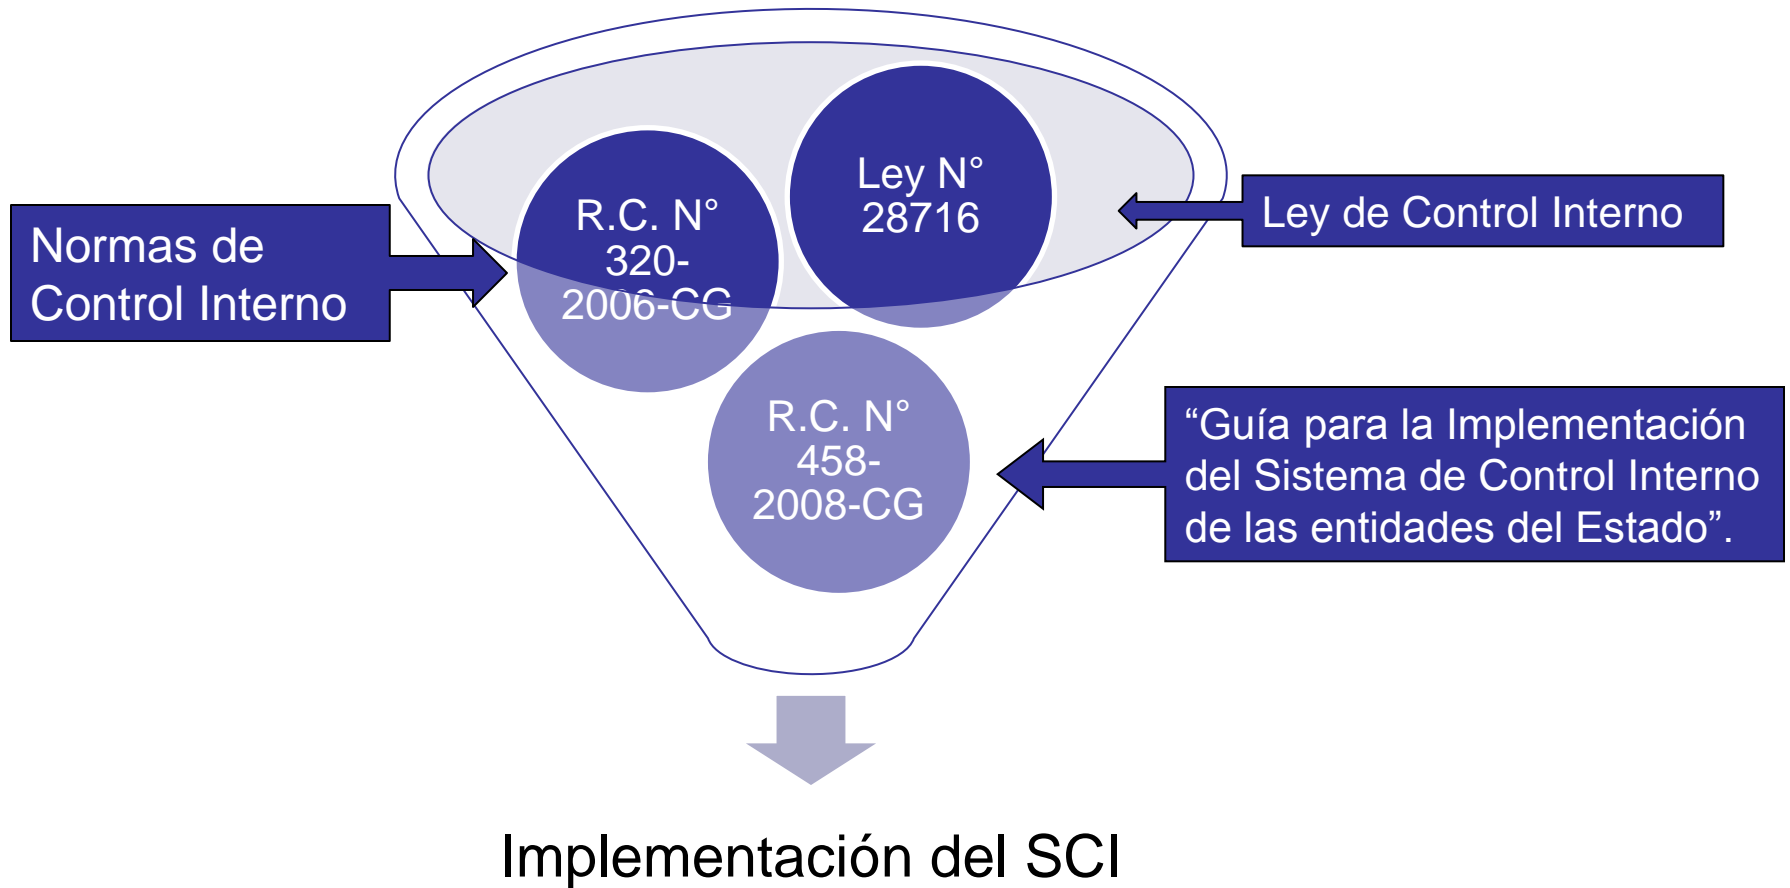 Ley N°
28716
R.C. N°
320-
2006-CG
R.C. N°
458-
2008-CG
Normas de
Control Interno
Ley de Control Interno
“Guía para la Implementación
del Sistema de Control Interno
de las entidades del Estado”.
Implementación del SCI